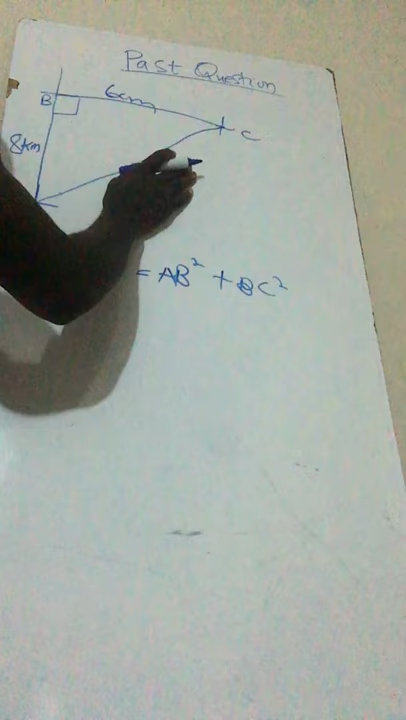 Past Question
B 6km
C
8km
= AB² + BC²